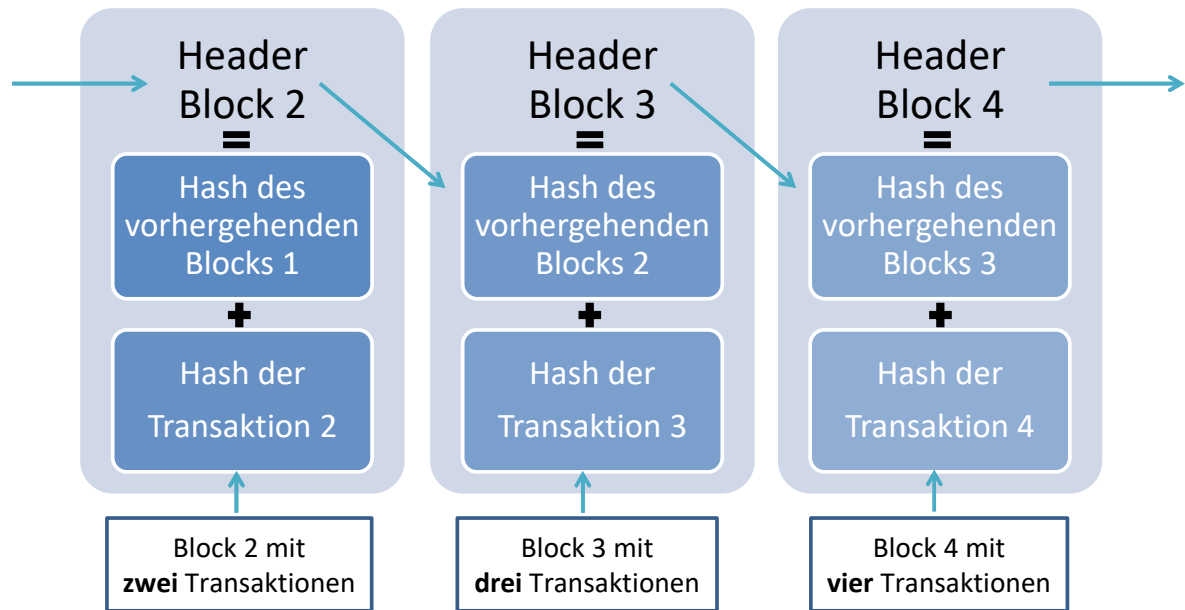 Header
Block 2
=
Hash des
vorhergehenden
Blocks 1
+
Hash der
Transaktion 2
Block 2 mit
zwei Transaktionen
Header
Block 3
=
Hash des
vorhergehenden
Blocks 2
+
Hash der
Transaktion 3
Block 3 mit
drei Transaktionen
Header
Block 4
=
Hash des
vorhergehenden
Blocks 3
+
Hash der
Transaktion 4
Block 4 mit
vier Transaktionen